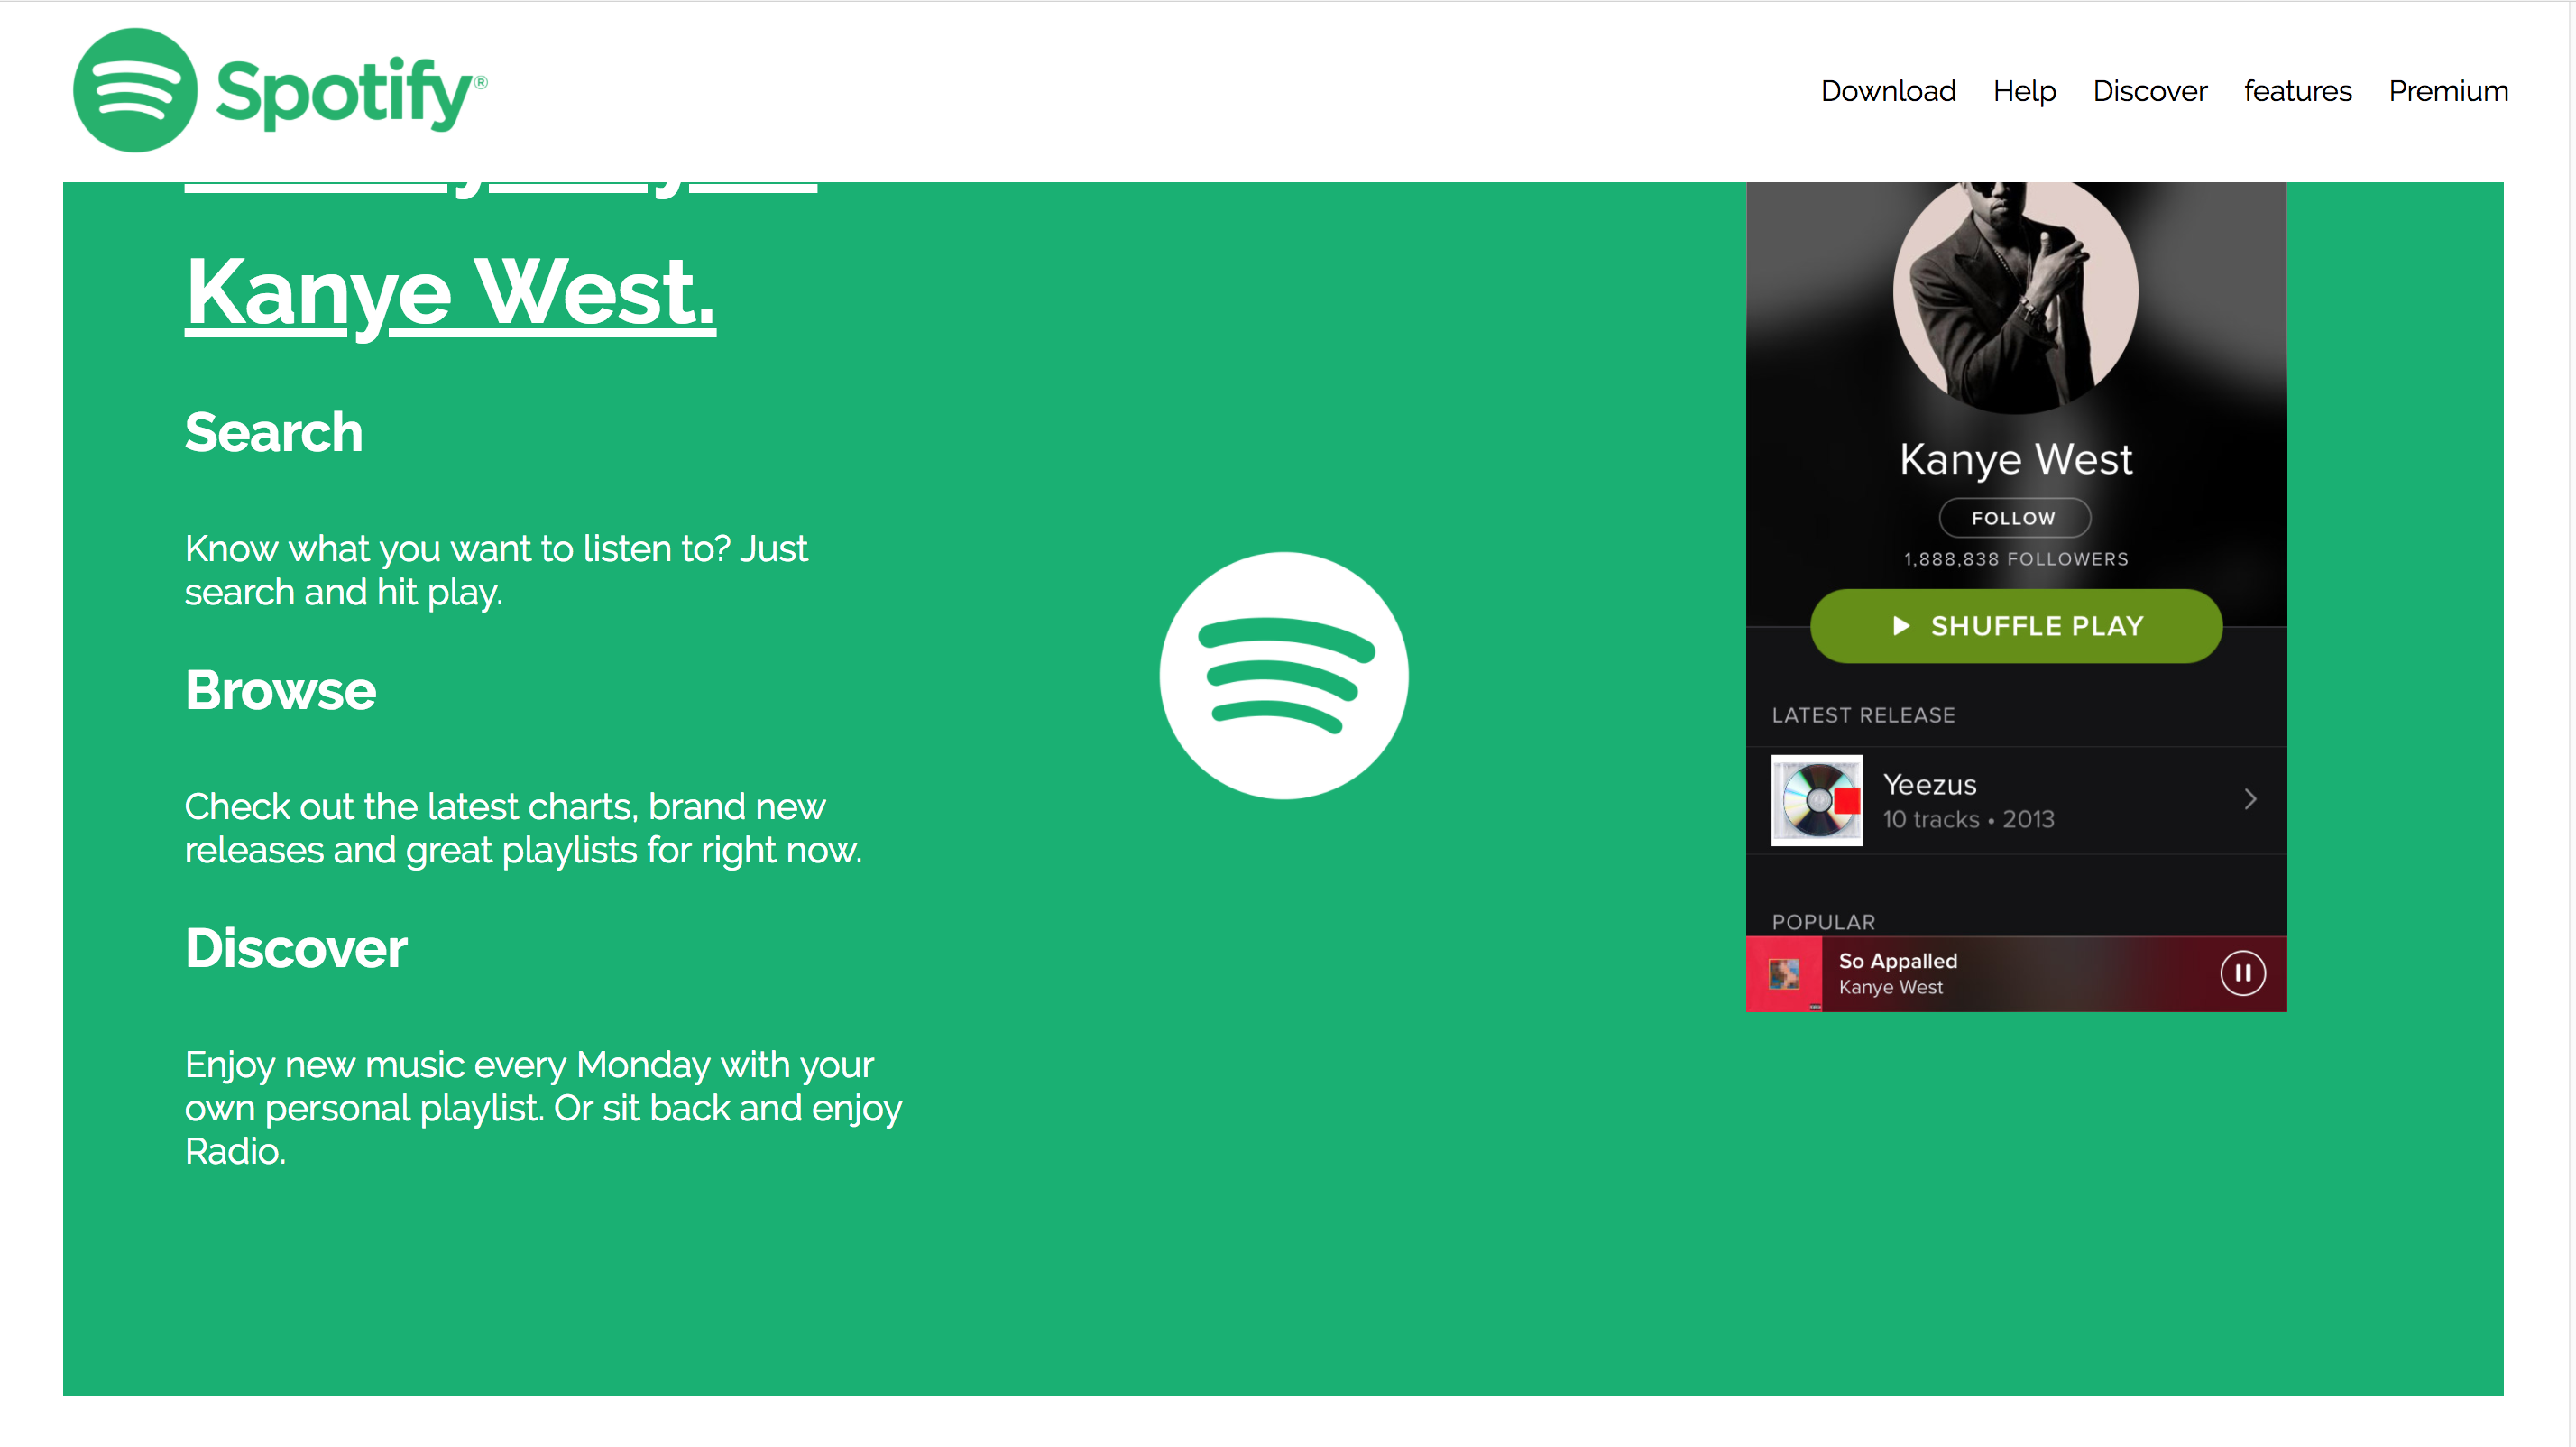 Spotify®
Download Help Discover features Premium
Kanye West.
Search
Know what you want to listen to? Just
search and hit play.
Browse
Check out the latest charts, brand new
releases and great playlists for right now.
Discover
Enjoy new music every Monday with your
own personal playlist. Or sit back and enjoy
Radio.
Kanye West
FOLLOW
1,888,838 FOLLOWERS
SHUFFLE PLAY
LATEST RELEASE
Yeezus
10 tracks • 2013
POPULAR
So Appalled
Kanye West